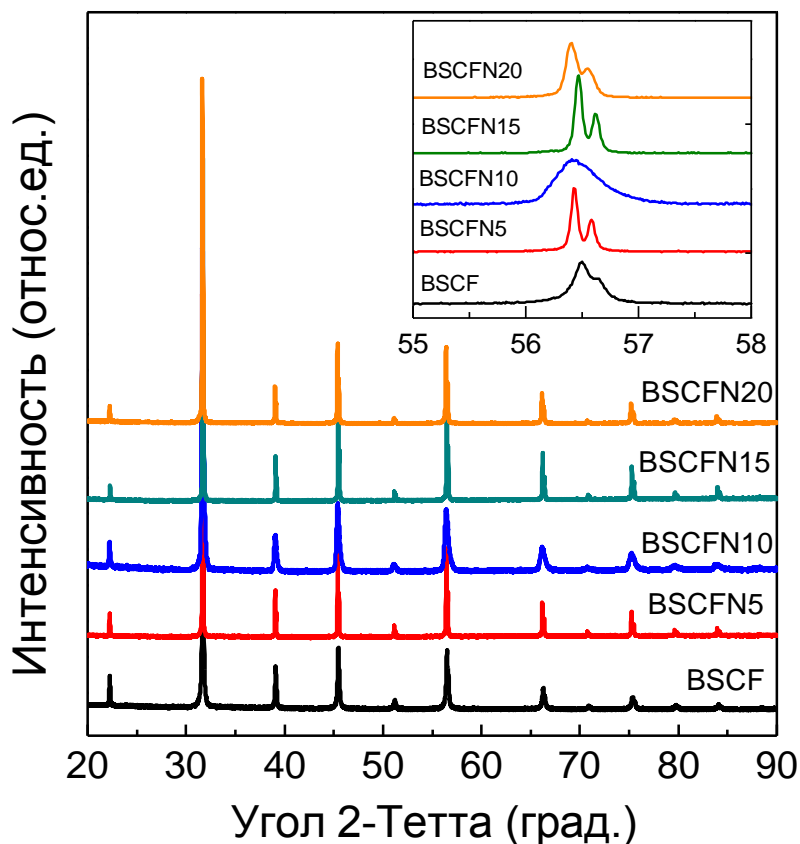 Интенсивность (относ.ед.)
BSCFN20
BSCFN15
BSCFN10
BSCFN5
BSCF
55 56 57 58
BSCFN20
BSCFN15
BSCFN10
BSCFN5
BSCF
20 30 40 50 60 70 80 90
Угол 2-Тетта (град.)